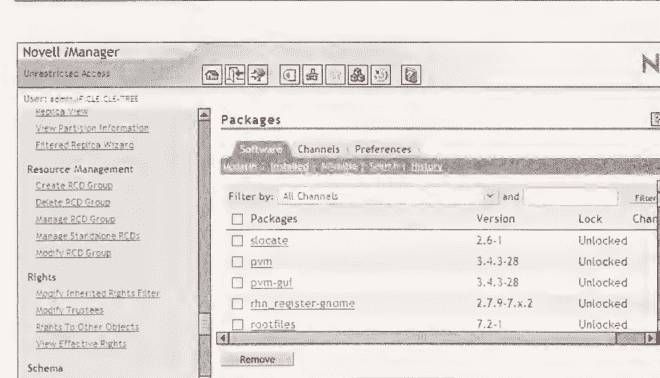 Novell iManager
N
Unrestricted Access
User:
Replica View
View Partition Information
Filtered Replica Wizard
Resource Management
Create RCD Group
Delete RCD Group
Manage RCD Group
Manage Standalone RCDs
Modify RCD Group
Rights
Modify Inherited Rights Filter
Modify Trustees
Rights To Other Objects
View Effective Rights
Schema
Packages
Software Channels Preferences
Installed Available Search History
Filter by: All Channels and Filter
Packages Version Lock Chan
slocate 2.6-1 Unlocked
pvm 3.4.3-28 Unlocked
pvm-gui 3.4.3-28 Unlocked
rhn_register-gnome 2.7.9-7.x.2 Unlocked
rootfiles 7.2-1 Unlocked
Remove